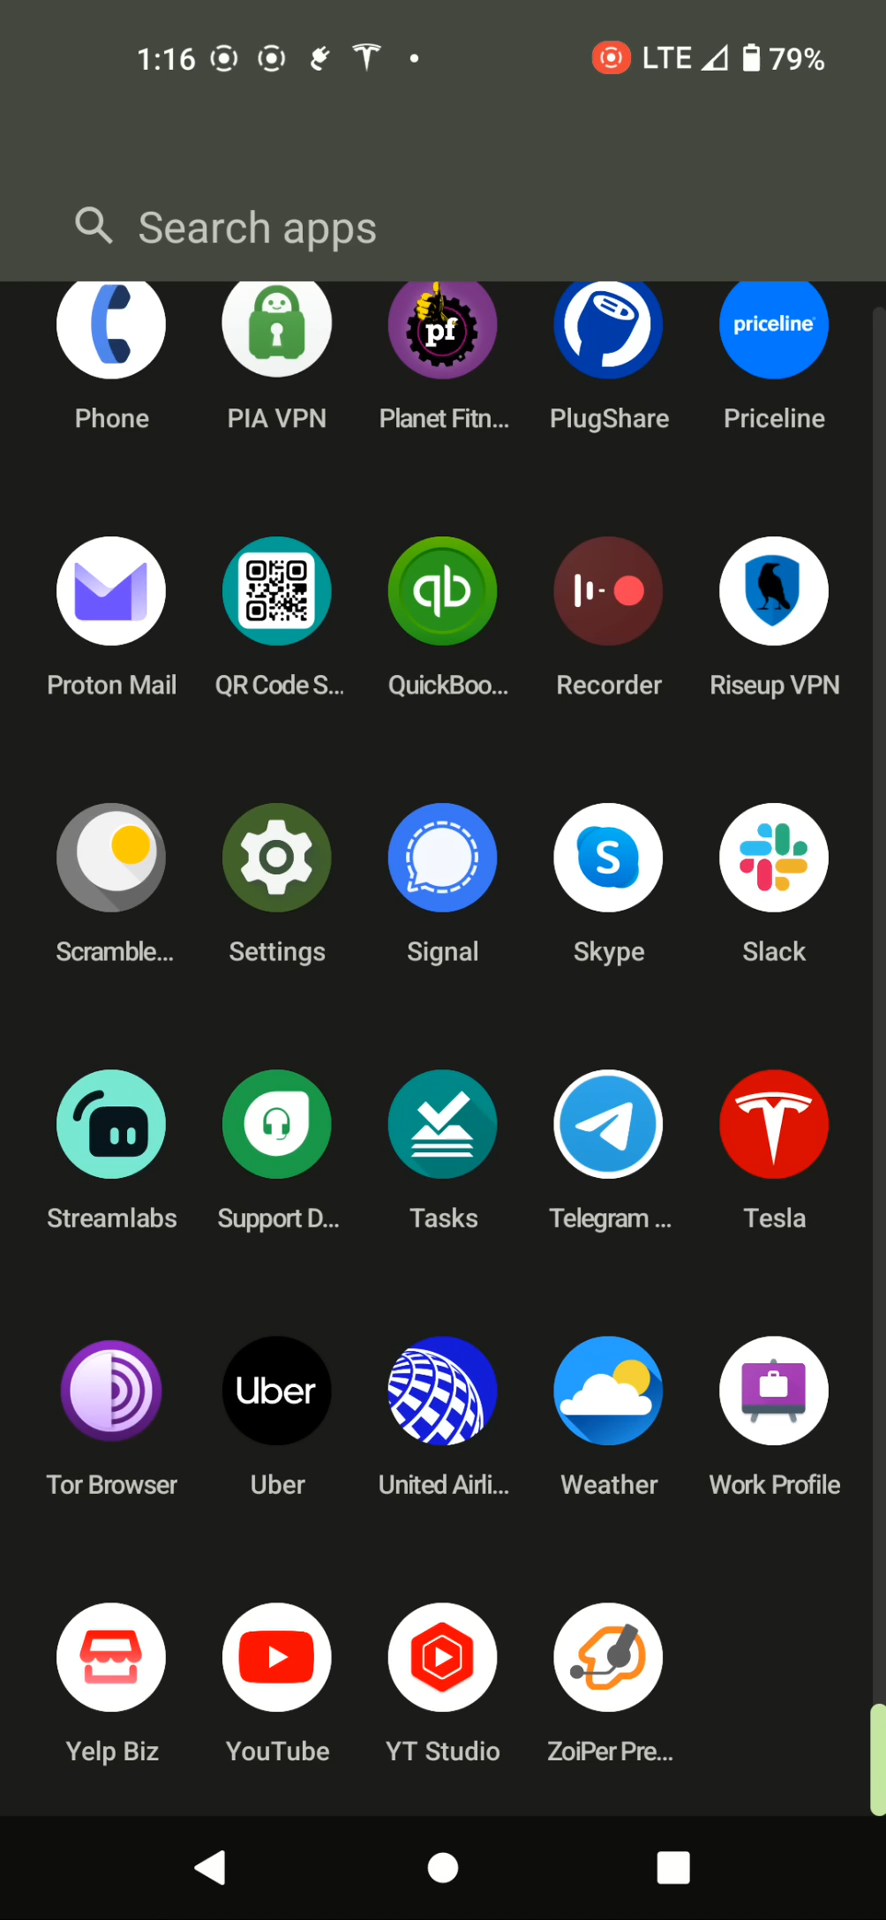 1:16 LTE 79%
Search apps
pf priceline
Phone PIA VPN Planet Fitn... PlugShare Priceline
qb
Proton Mail QR Code S... QuickBoo... Recorder Riseup VPN
S
Scramble... Settings Signal Skype Slack
Streamlabs Support D... Tasks Telegram ... Tesla
Uber
Tor Browser Uber United Airli... Weather Work Profile
Yelp Biz YouTube YT Studio ZoiPer Pre...